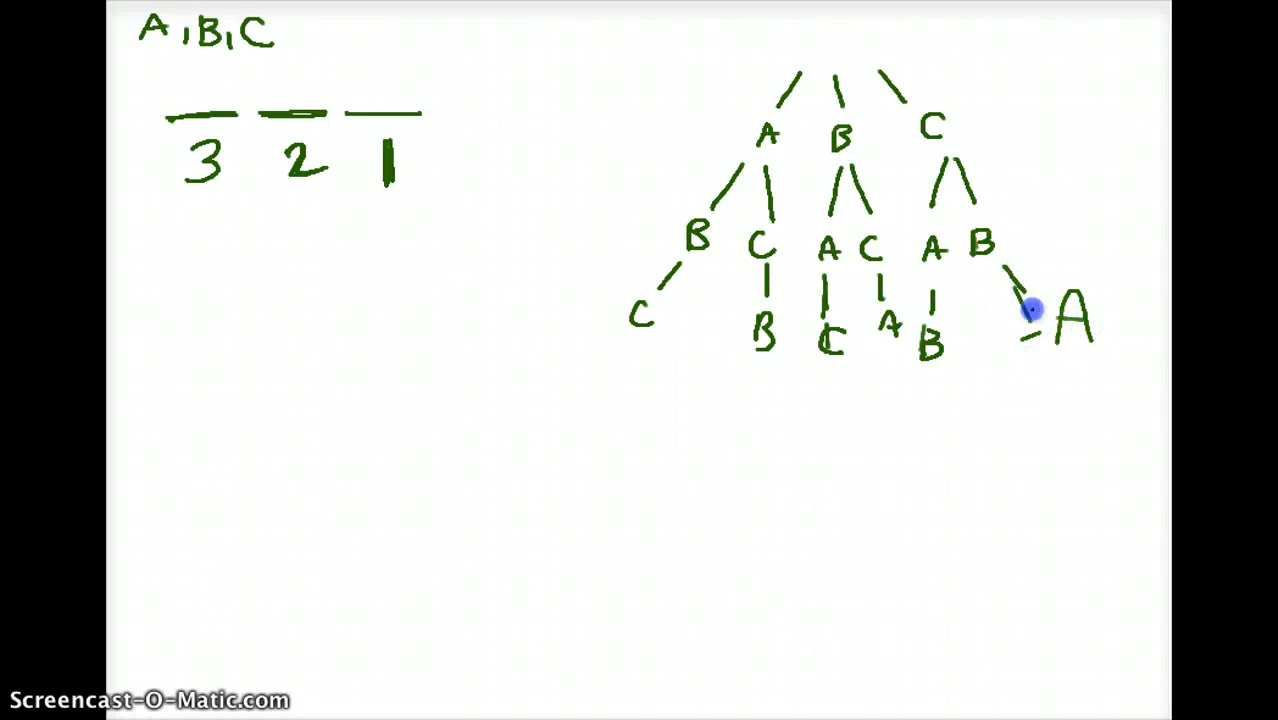 A,B,C
3 2 1
A B C
B C A C A B
C B C A B A
Screencast-O-Matic.com